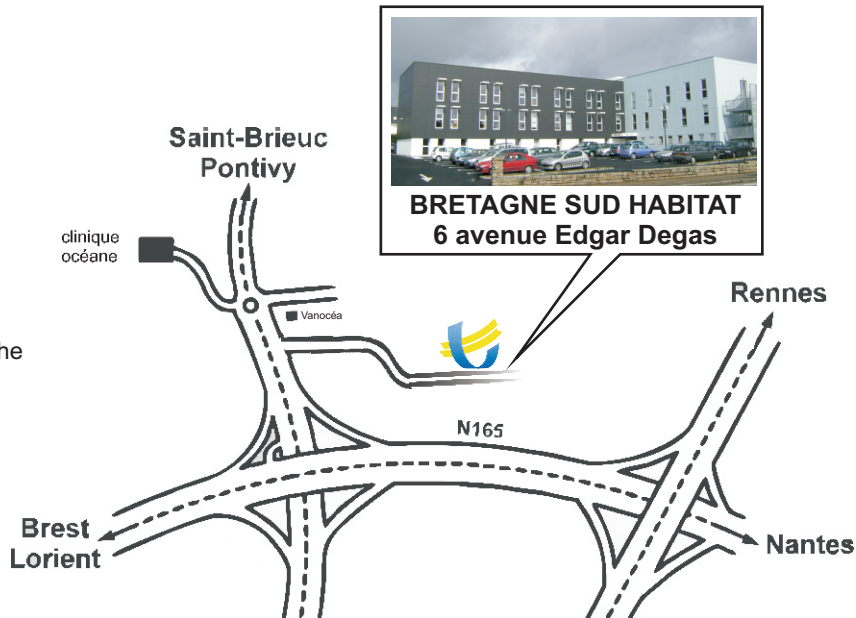 BRETAGNE SUD HABITAT
6 avenue Edgar Degas
Saint-Brieuc
Pontivy
clinique
océane
Vanocéa
Rennes
he
N165
Brest
Lorient
Nantes